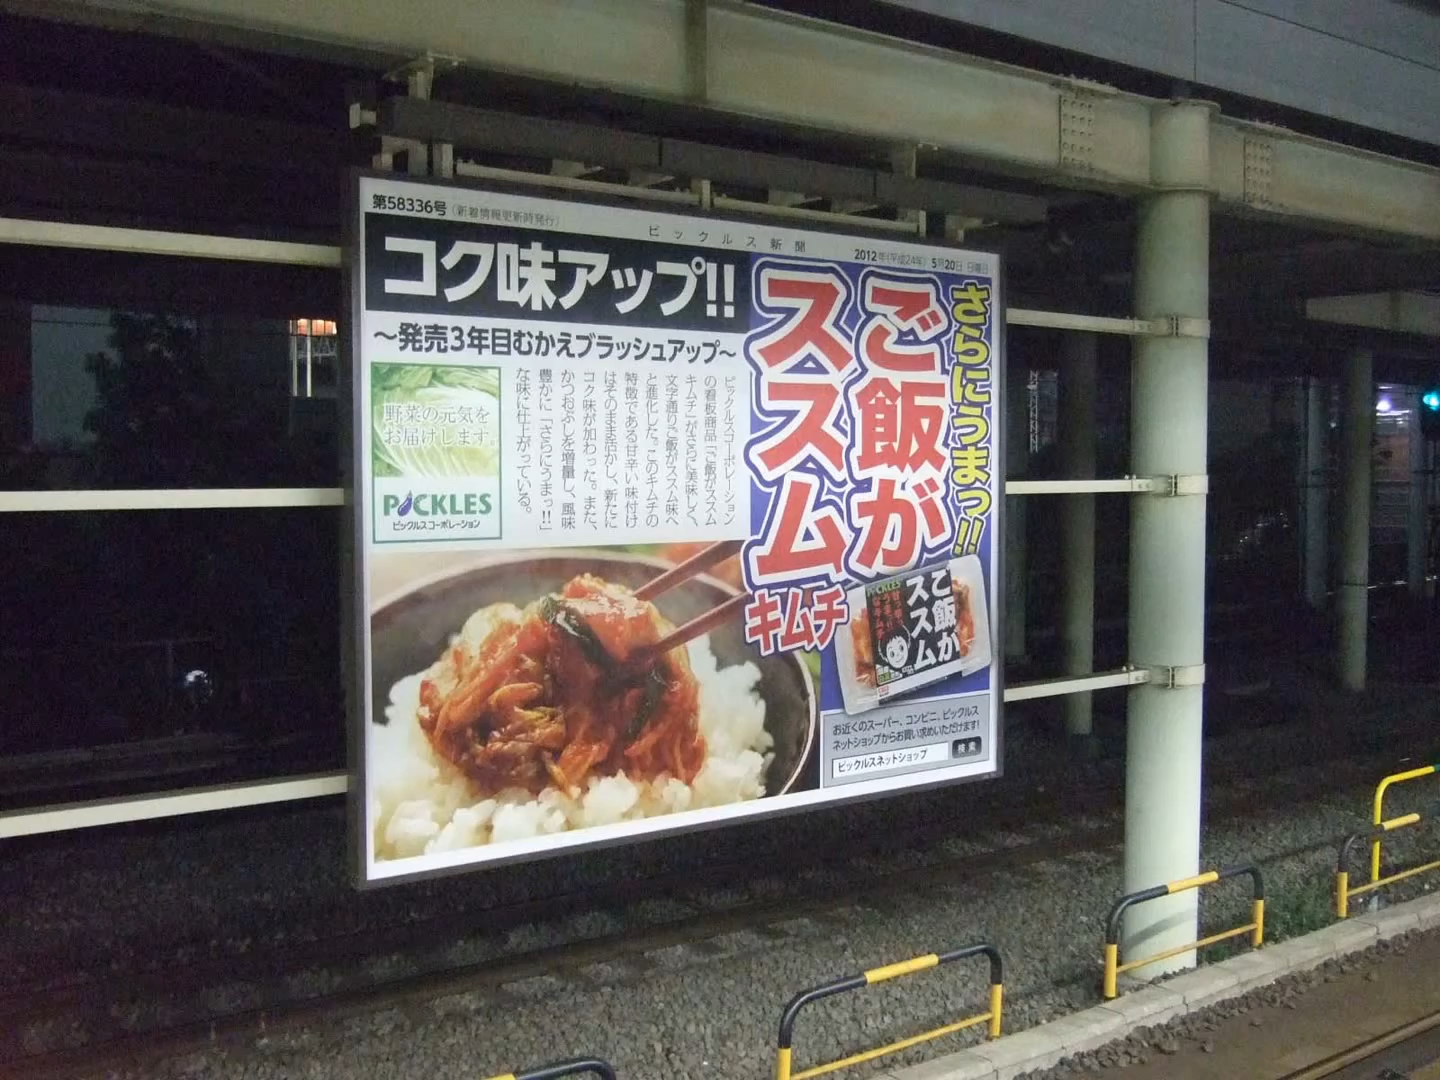 第58336号 (新着情報更新時発行)
ピックルス新聞
2012年(平成24年) 5月20日 日曜日
コク味アップ!!
～発売3年目むかえブラッシュアップ～
さらにうまっ!!
ご飯が
ススム
キムチ
ピックルスコーポレーション
の看板商品「ご飯がススム
キムチ」がさらに美味しく、
文字通りご飯がススム味へ
と進化した。このキムチの
特徴である甘辛い味付け
はそのまま活かし、新たに
コク味が加わった。また、
かつおぶしを増量し、風味
豊かに「さらにうまっ!!」
な味に仕上がっている。
野菜の元気を
お届けします。
PICKLES
ピックルスコーポレーション
PICKLES
ご飯が
ススム
お近くのスーパー、コンビニ、ピックルス
ネットショップからお買い求めいただけます!
ピックルスネットショップ 検索